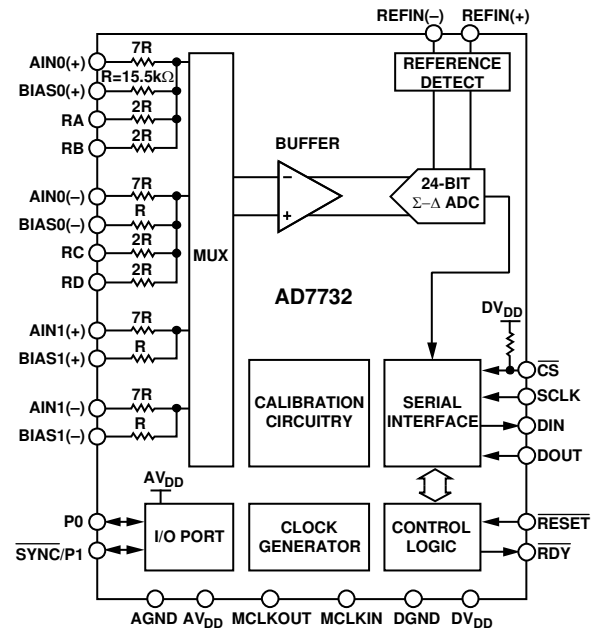 REFIN(–) REFIN(+)
AIN0(+) 7R
R=15.5kΩ
BIAS0(+)
RA 2R
RB 2R
REFERENCE
DETECT
BUFFER
AIN0(–) 7R
BIAS0(–) R
RC 2R
RD 2R
MUX
–
+
24-BIT
Σ–Δ ADC
AD7732
AIN1(+) 7R
BIAS1(+) R
AIN1(–) 7R
BIAS1(–) R
DVDD
CALIBRATION
CIRCUITRY
SERIAL
INTERFACE
CS
SCLK
DIN
DOUT
AVDD
P0
SYNC/P1
I/O PORT
CLOCK
GENERATOR
CONTROL
LOGIC
RESET
RDY
AGND AVDD MCLKOUT MCLKIN DGND DVDD